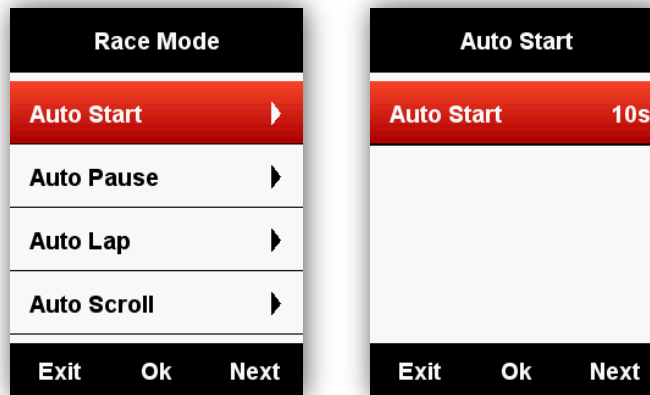 Race Mode
Auto Start
Auto Pause
Auto Lap
Auto Scroll
Exit Ok Next
Auto Start
Auto Start 10s
Exit Ok Next